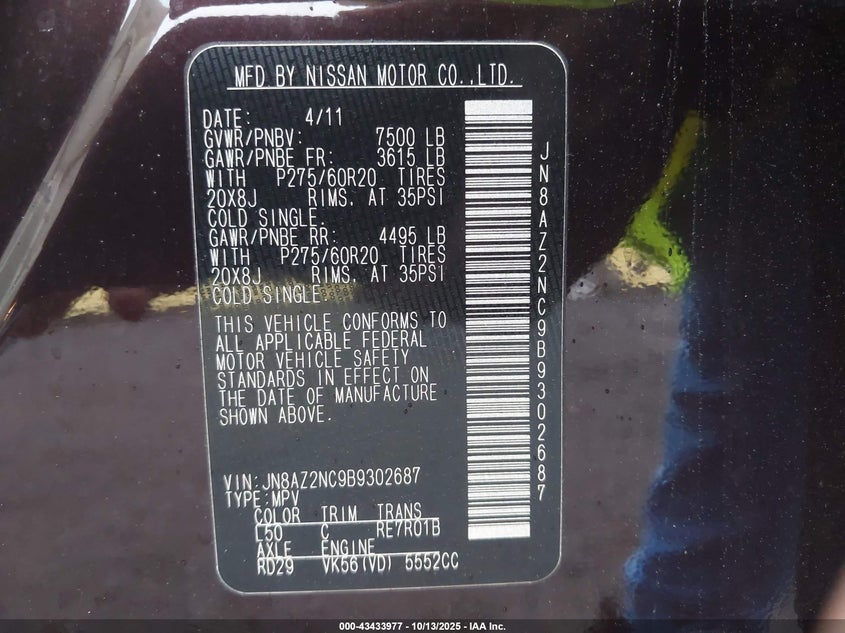 MFD BY NISSAN MOTOR CO.,LTD.
DATE: 4/11
GVWR/PNBV: 7500 LB
GAWR/PNBE FR: 3615 LB
WITH P275/60R20 TIRES
20X8J RIMS, AT 35PSI
COLD SINGLE.
GAWR/PNBE RR: 4495 LB
WITH P275/60R20 TIRES
20X8J RIMS, AT 35PSI
COLD SINGLE.
THIS VEHICLE CONFORMS TO
ALL APPLICABLE FEDERAL
MOTOR VEHICLE SAFETY
STANDARDS IN EFFECT ON
THE DATE OF MANUFACTURE
SHOWN ABOVE.
VIN:JN8AZ2NC9B9302687
TYPE:MPV
COLOR TRIM TRANS
L50 C RE7R01B
AXLE ENGINE
RD29 VK56(VD) 5552CC
JN8AZ2NC9B9302687
000-43433977 - 10/13/2025 - IAA Inc.